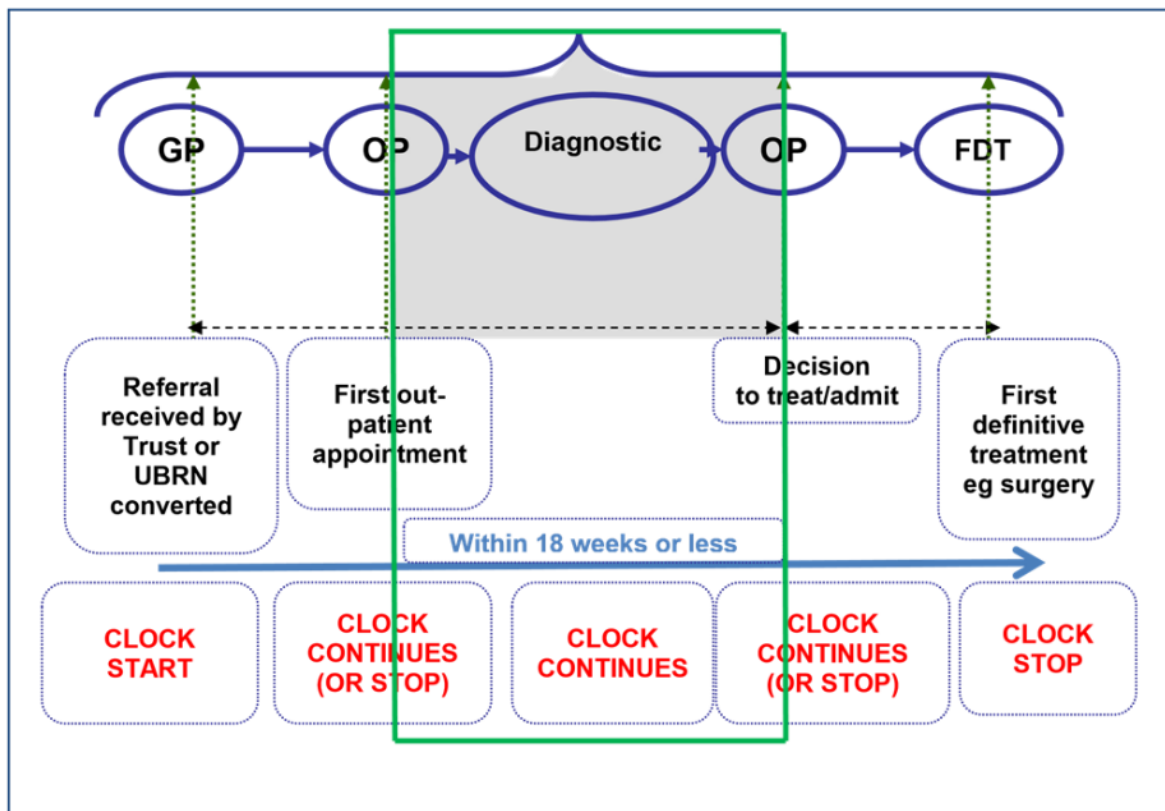 GP
OP
Diagnostic
OP
FDT
Referral
received by
Trust or
UBRN
converted
First out-
patient
appointment
Decision
to treat/admit
First
definitive
treatment
eg surgery
Within 18 weeks or less
CLOCK
START
CLOCK
CONTINUES
(OR STOP)
CLOCK
CONTINUES
CLOCK
CONTINUES
(OR STOP)
CLOCK
STOP